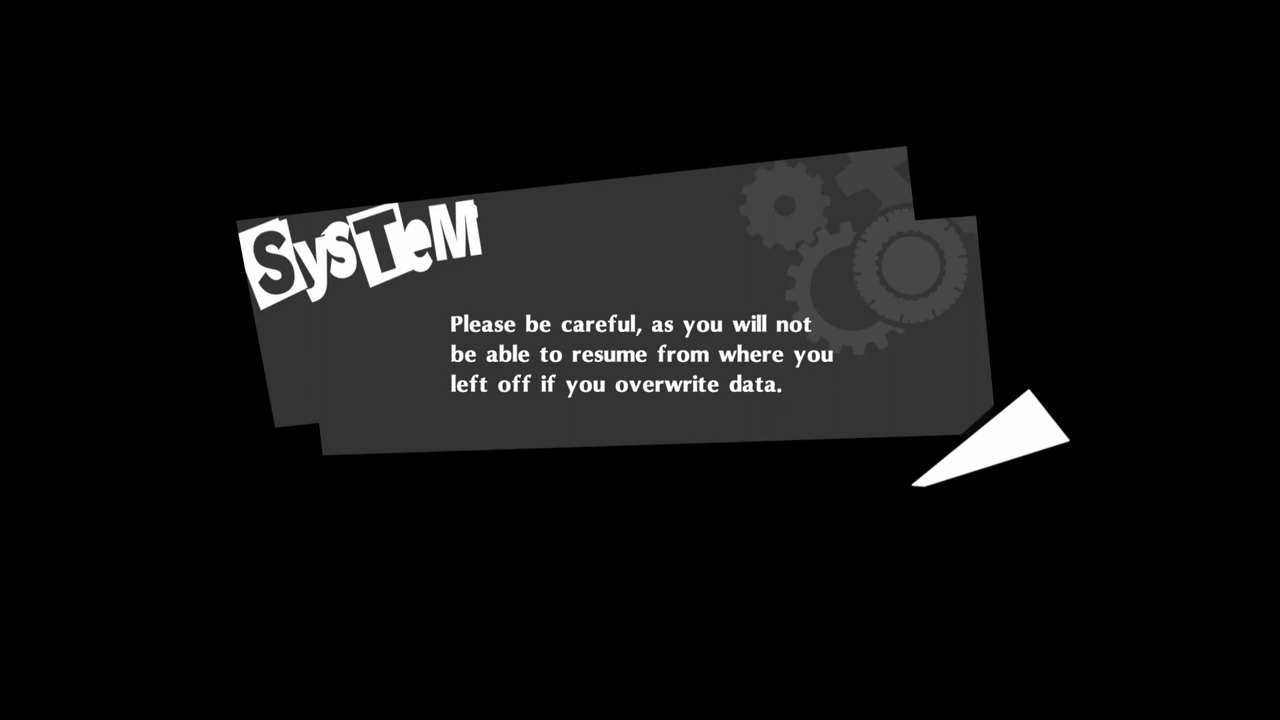 SysTeM
Please be careful, as you will not
be able to resume from where you
left off if you overwrite data.